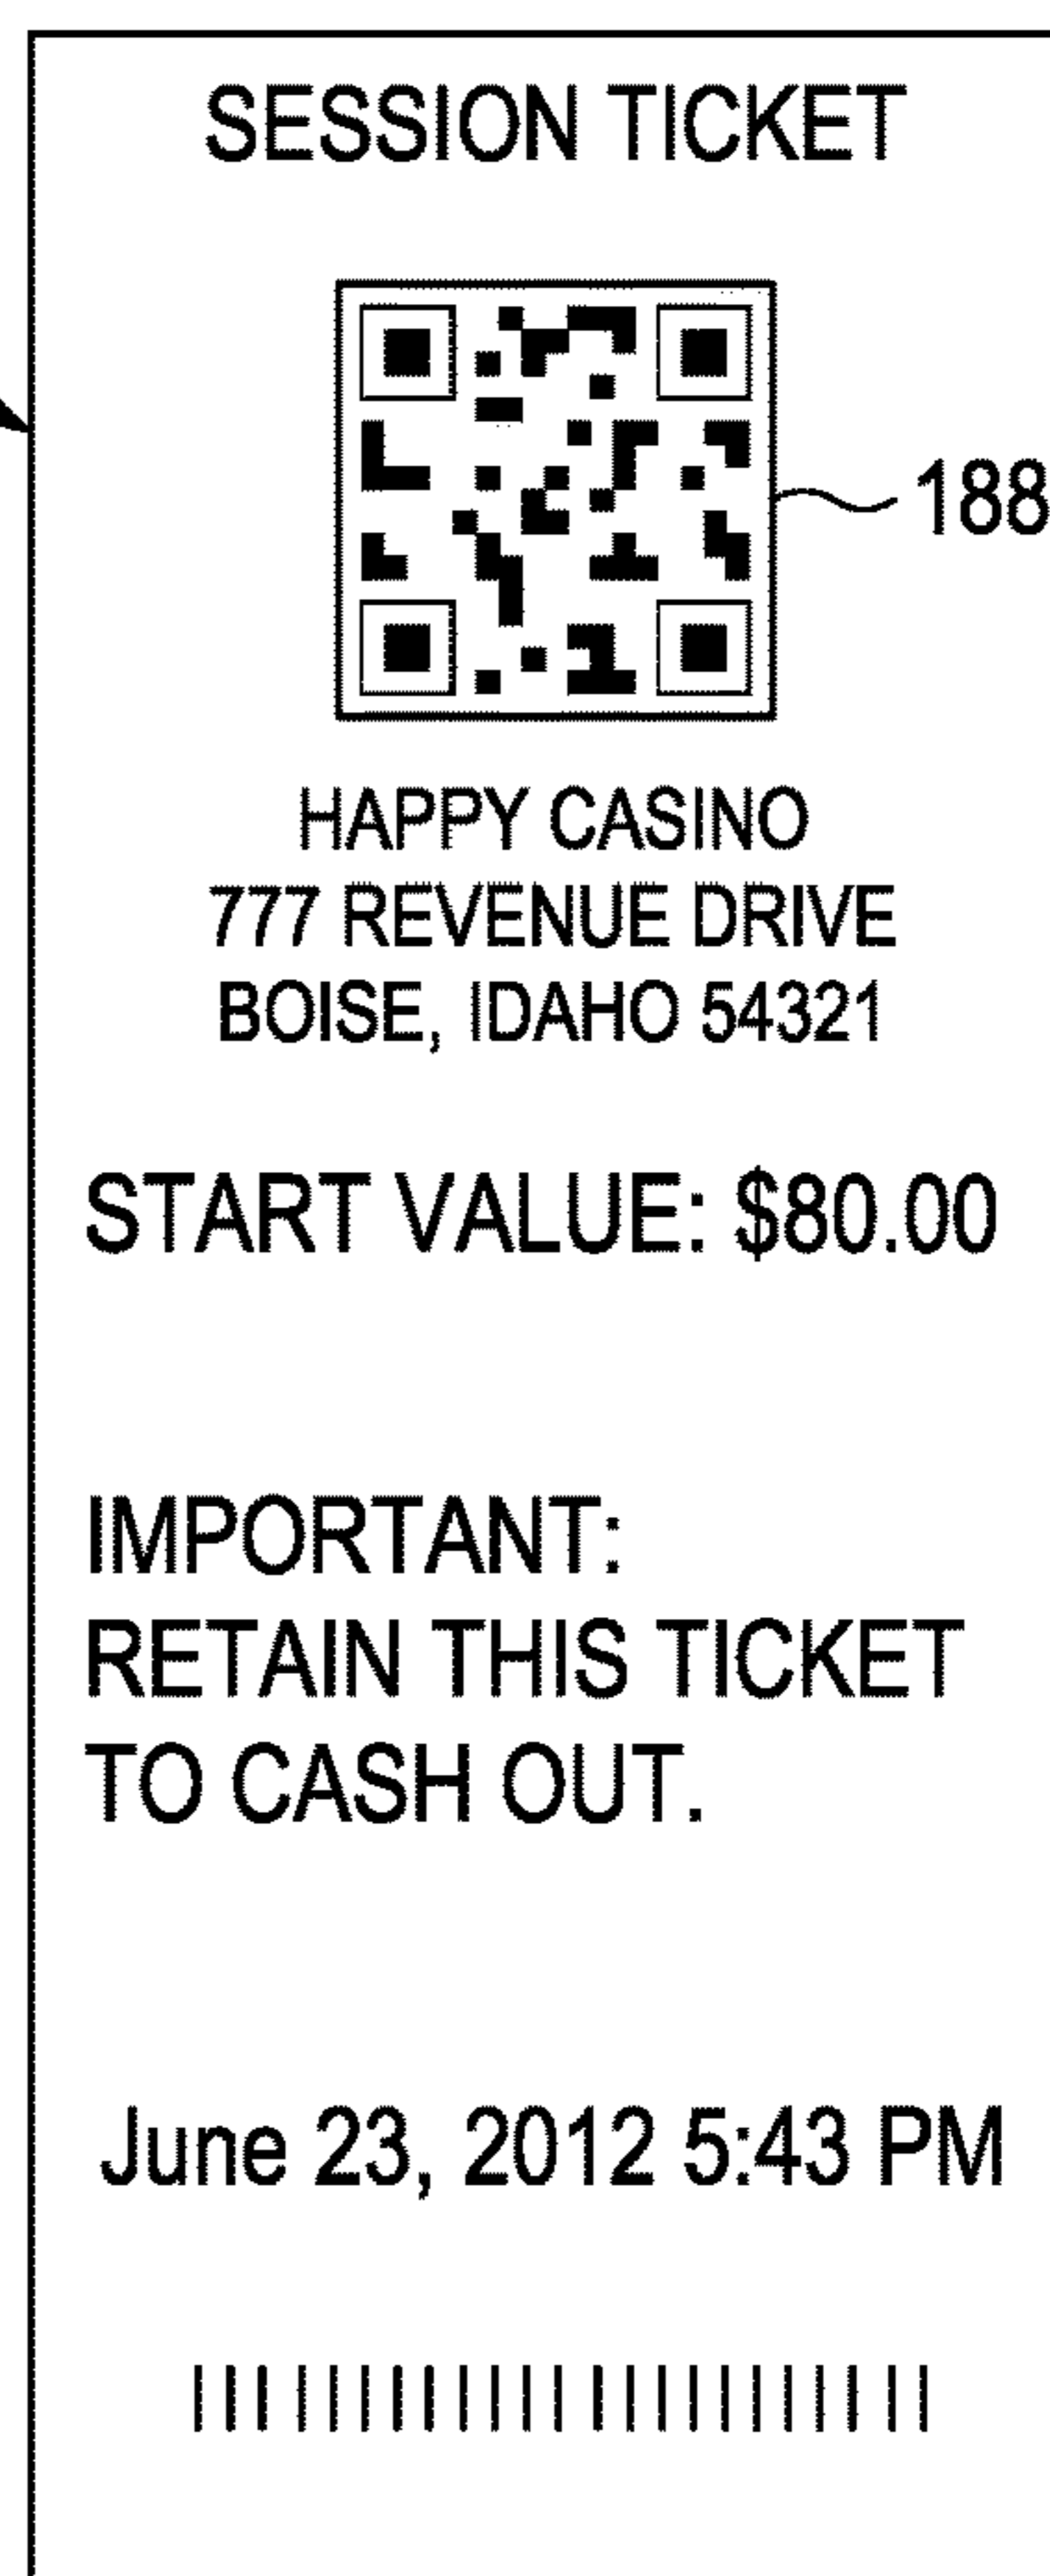 SESSION TICKET
188
HAPPY CASINO
777 REVENUE DRIVE
BOISE, IDAHO 54321
START VALUE: $80.00
IMPORTANT:
RETAIN THIS TICKET
TO CASH OUT.
June 23, 2012 5:43 PM